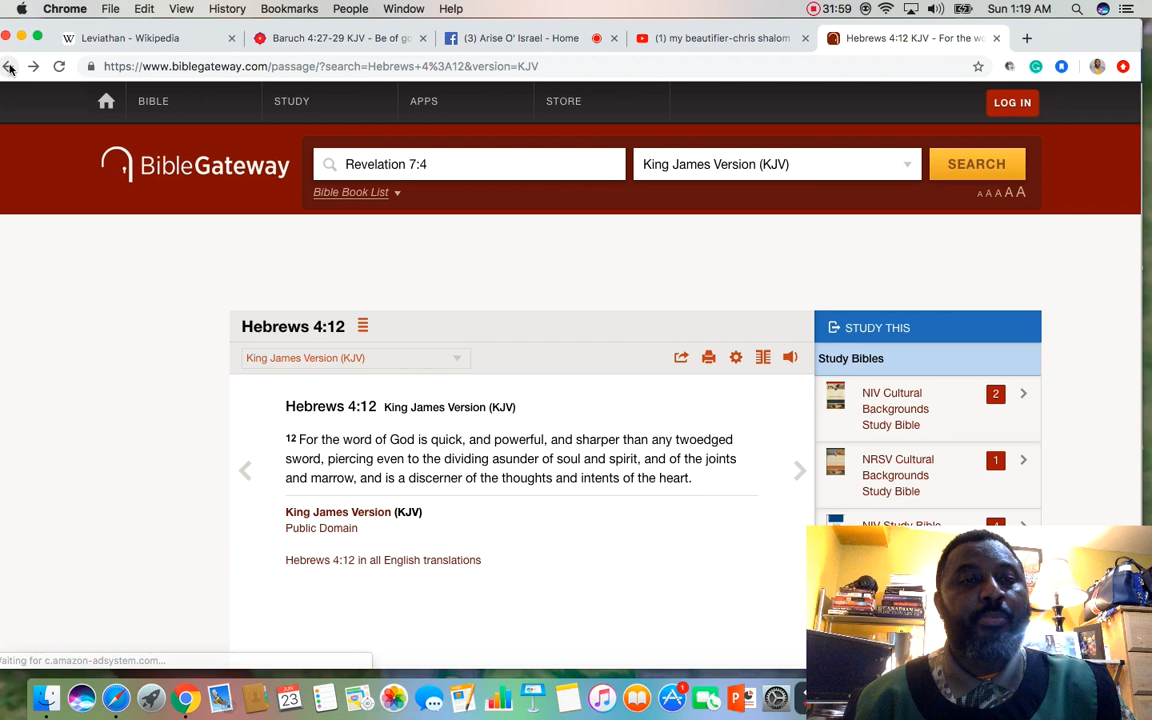 Chrome File Edit View History Bookmarks People Window Help 31:59 Sun 1:19 AM
Leviathan - Wikipedia Baruch 4:27-29 KJV - Be of go (3) Arise O' Israel - Home (1) my beautifier-chris shalom Hebrews 4:12 KJV - For the wo
https://www.biblegateway.com/passage/?search=Hebrews+4%3A12&version=KJV
BIBLE STUDY APPS STORE LOG IN
BibleGateway Revelation 7:4 King James Version (KJV) SEARCH
Bible Book List A A A A A
Hebrews 4:12
STUDY THIS
King James Version (KJV)
Study Bibles
Hebrews 4:12 King James Version (KJV)
12 For the word of God is quick, and powerful, and sharper than any twoedged
sword, piercing even to the dividing asunder of soul and spirit, and of the joints
and marrow, and is a discerner of the thoughts and intents of the heart.
King James Version (KJV)
Public Domain
Hebrews 4:12 in all English translations
NIV Cultural
Backgrounds
Study Bible
2
NRSV Cultural
Backgrounds
Study Bible
1
NIV Study Bible
Waiting for c.amazon-adsystem.com...
JUN
23
1